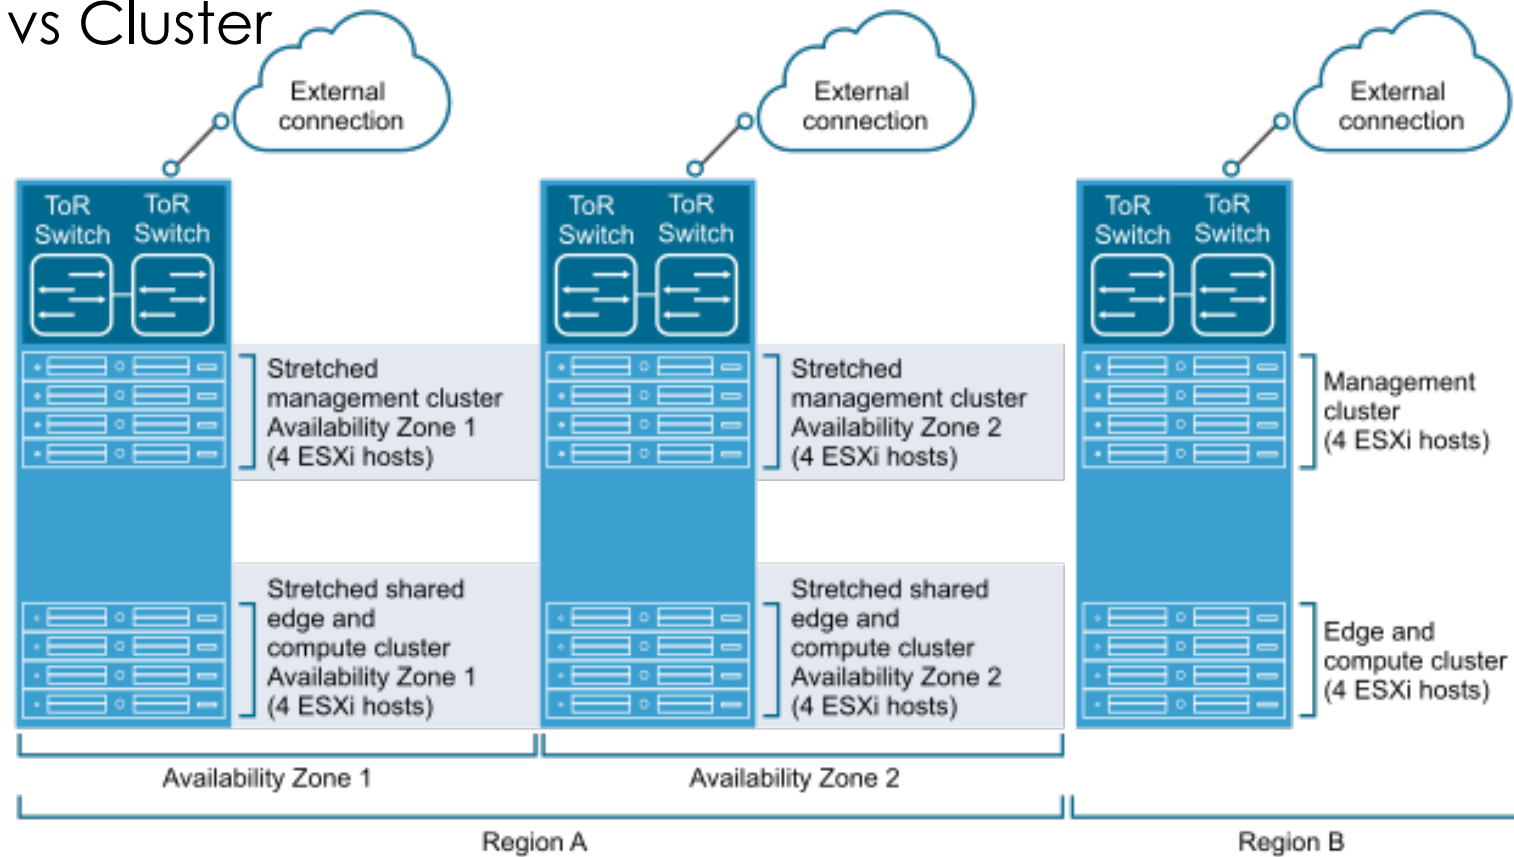 vs Cluster
External
connection
External
connection
External
connection
ToR
Switch
ToR
Switch
ToR
Switch
ToR
Switch
ToR
Switch
ToR
Switch
Stretched
management cluster
Availability Zone 1
(4 ESXi hosts)
Stretched
management cluster
Availability Zone 2
(4 ESXi hosts)
Management
cluster
(4 ESXi hosts)
Stretched shared
edge and
compute cluster
Availability Zone 1
(4 ESXi hosts)
Stretched shared
edge and
compute cluster
Availability Zone 2
(4 ESXi hosts)
Edge and
compute cluster
(4 ESXi hosts)
Availability Zone 1
Availability Zone 2
Region A
Region B